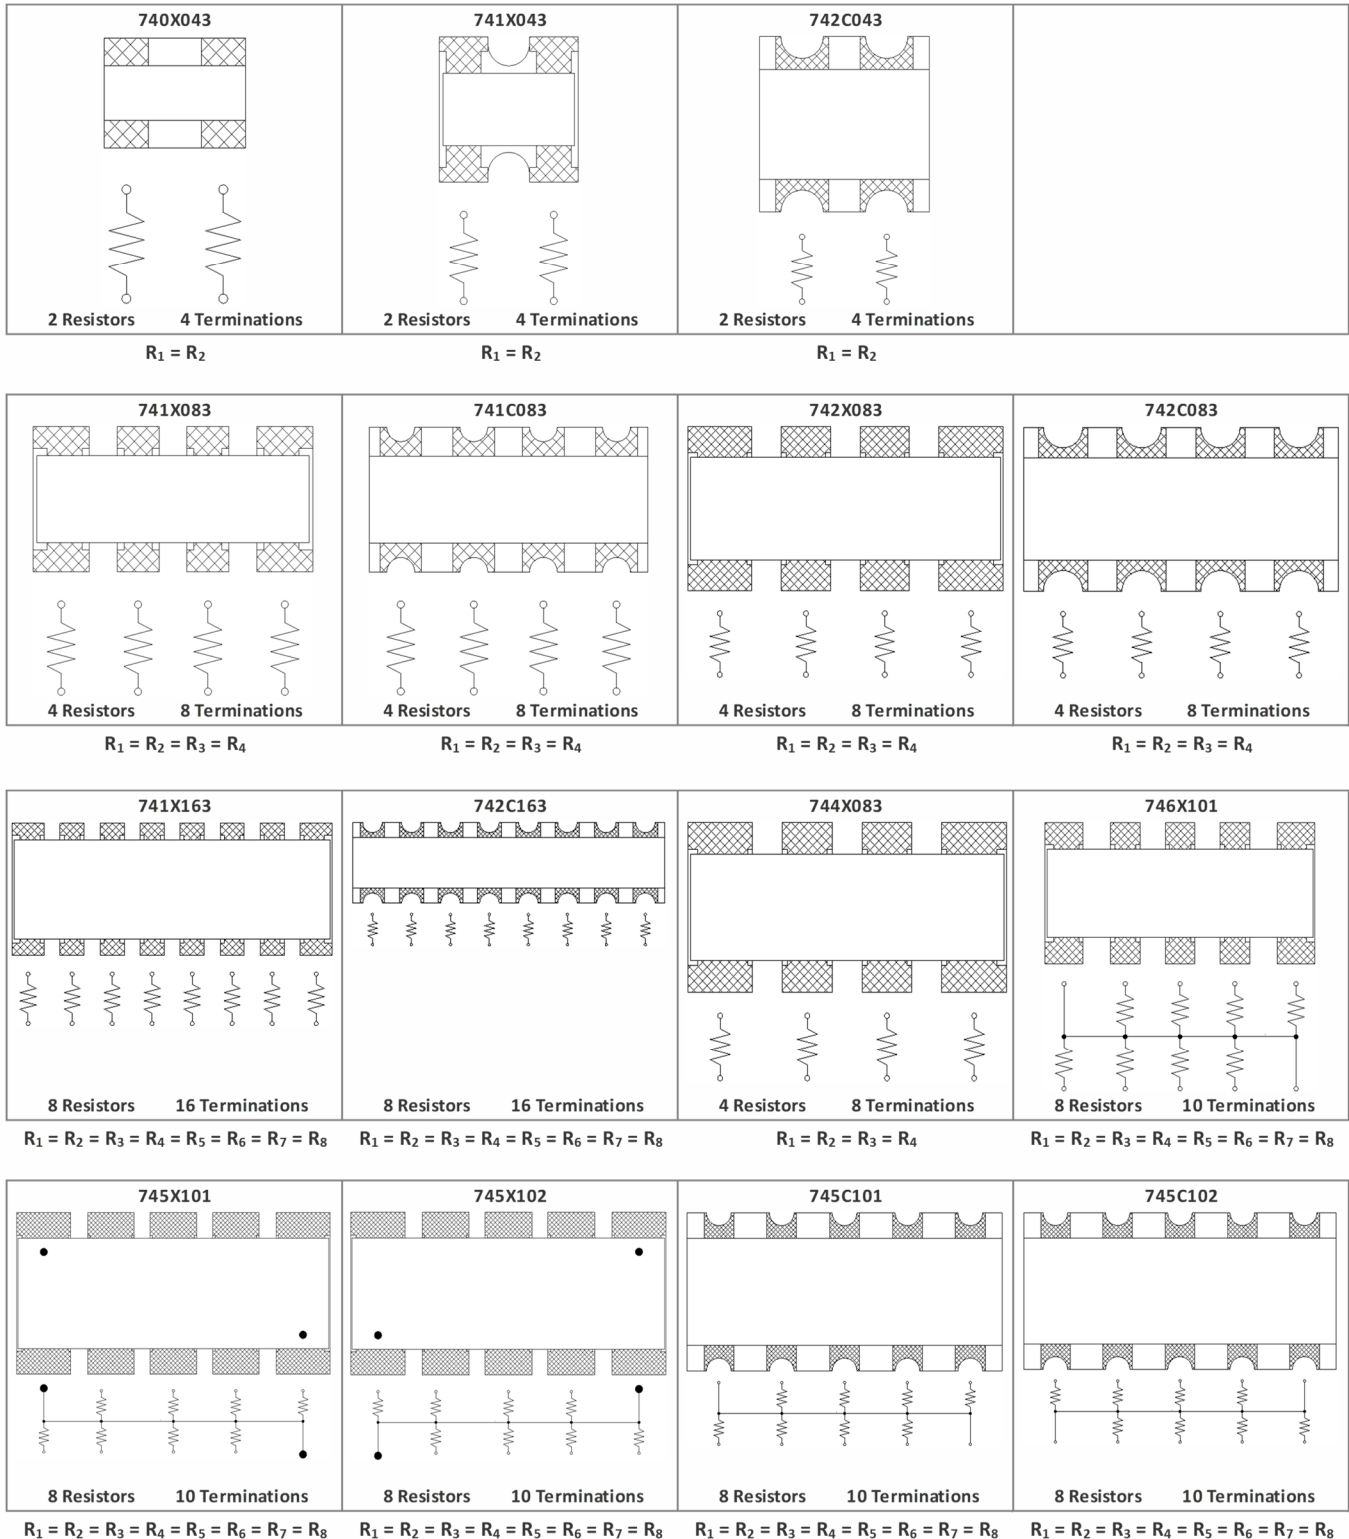 740X043 741X043 742C043
2 Resistors 4 Terminations 2 Resistors 4 Terminations 2 Resistors 4 Terminations
R₁ = R₂ R₁ = R₂ R₁ = R₂
741X083 741C083 742X083 742C083
4 Resistors 8 Terminations 4 Resistors 8 Terminations 4 Resistors 8 Terminations 4 Resistors 8 Terminations
R₁ = R₂ = R₃ = R₄ R₁ = R₂ = R₃ = R₄ R₁ = R₂ = R₃ = R₄ R₁ = R₂ = R₃ = R₄
741X163 742C163 744X083 746X101
8 Resistors 16 Terminations 8 Resistors 16 Terminations 4 Resistors 8 Terminations 8 Resistors 10 Terminations
R₁ = R₂ = R₃ = R₄ = R₅ = R₆ = R₇ = R₈ R₁ = R₂ = R₃ = R₄ = R₅ = R₆ = R₇ = R₈ R₁ = R₂ = R₃ = R₄ R₁ = R₂ = R₃ = R₄ = R₅ = R₆ = R₇ = R₈
745X101 745X102 745C101 745C102
8 Resistors 10 Terminations 8 Resistors 10 Terminations 8 Resistors 10 Terminations 8 Resistors 10 Terminations
R₁ = R₂ = R₃ = R₄ = R₅ = R₆ = R₇ = R₈ R₁ = R₂ = R₃ = R₄ = R₅ = R₆ = R₇ = R₈ R₁ = R₂ = R₃ = R₄ = R₅ = R₆ = R₇ = R₈ R₁ = R₂ = R₃ = R₄ = R₅ = R₆ = R₇ = R₈